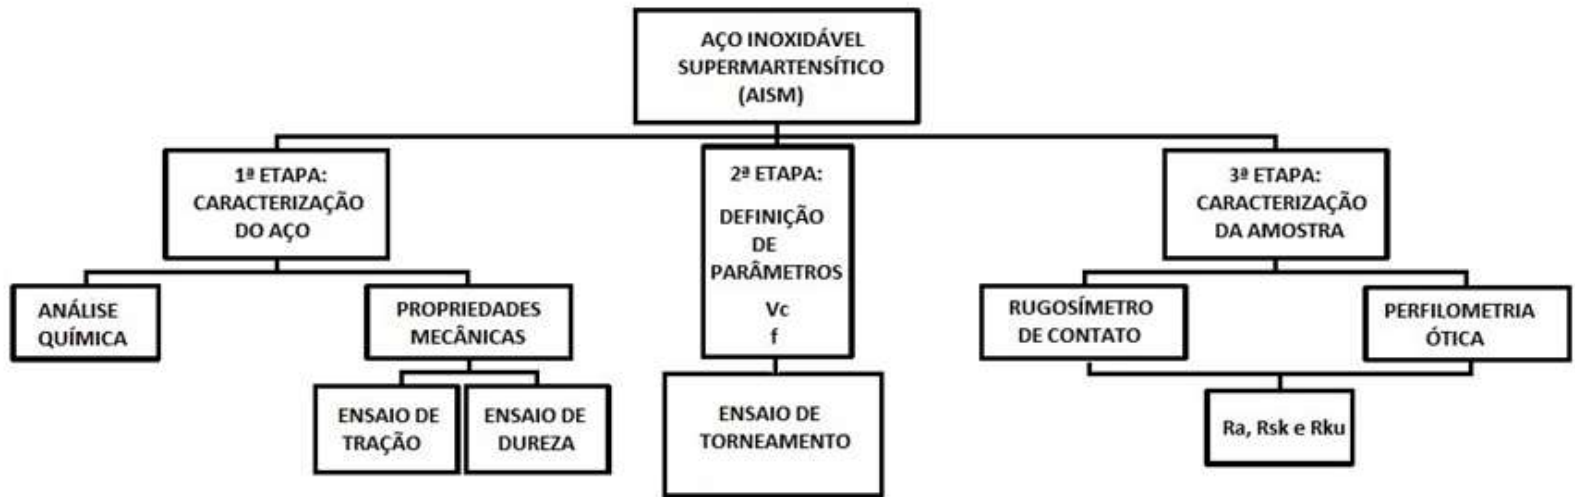 AÇO INOXIDÁVEL
SUPERMARTENSÍTICO
(AISM)
1ª ETAPA:
CARACTERIZAÇÃO
DO AÇO
ANÁLISE
QUÍMICA
PROPRIEDADES
MECÂNICAS
ENSAIO DE
TRAÇÃO
ENSAIO DE
DUREZA
2ª ETAPA:
DEFINIÇÃO
DE
PARÂMETROS
Vc
f
ENSAIO DE
TORNEAMENTO
3ª ETAPA:
CARACTERIZAÇÃO
DA AMOSTRA
RUGOSÍMETRO
DE CONTATO
PERFILOMETRIA
ÓTICA
Ra, Rsk e Rku